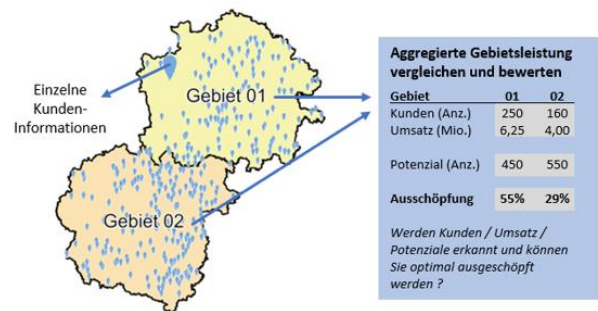 Einzelne
Kunden-
Informationen
Gebiet 01
Gebiet 02
Aggregierte Gebietsleistung
vergleichen und bewerten
Gebiet 01 02
Kunden (Anz.) 250 160
Umsatz (Mio.) 6,25 4,00
Potenzial (Anz.) 450 550
Ausschöpfung 55% 29%
Werden Kunden / Umsatz /
Potenziale erkannt und können
Sie optimal ausgeschöpft
werden ?